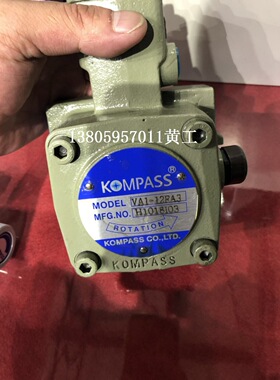 13805957011黄工
KOMPASS®
MODEL VA1-12FA3
MFG.NO. H1018103
ROTATION
KOMPASS CO.,LTD.
KOMPASS